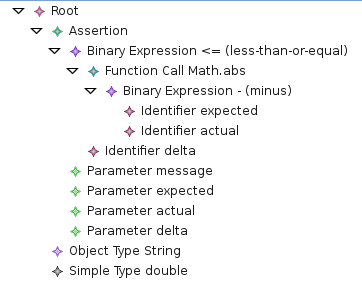 Root
Assertion
Binary Expression <= (less-than-or-equal)
Function Call Math.abs
Binary Expression - (minus)
Identifier expected
Identifier actual
Identifier delta
Parameter message
Parameter expected
Parameter actual
Parameter delta
Object Type String
Simple Type double